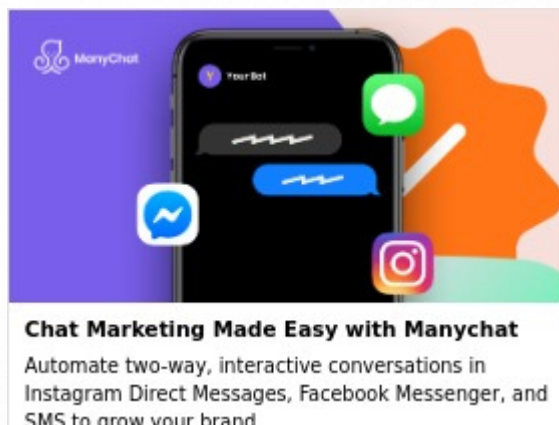 ManyChat
Y
Your Bot
Chat Marketing Made Easy with Manychat
Automate two-way, interactive conversations in
Instagram Direct Messages, Facebook Messenger, and
SMS to grow your brand